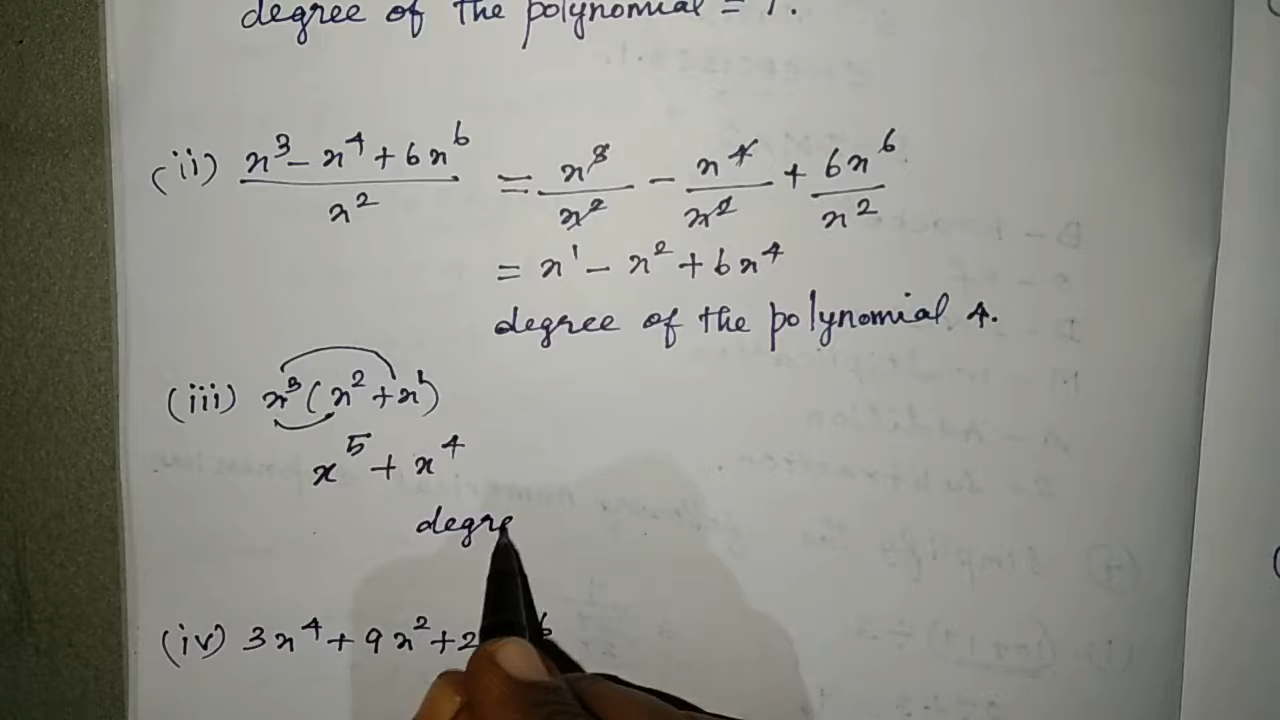 degree of the polynomial = 7.
(ii) x³ - x⁴ + 6x⁶ / x² = x³/x² - x⁴/x² + 6x⁶/x²
= x¹ - x² + 6x⁴
degree of the polynomial 4.
(iii) x³(x² + x¹)
x⁵ + x⁴
degre
(iv) 3x⁴ + 9x² + 2